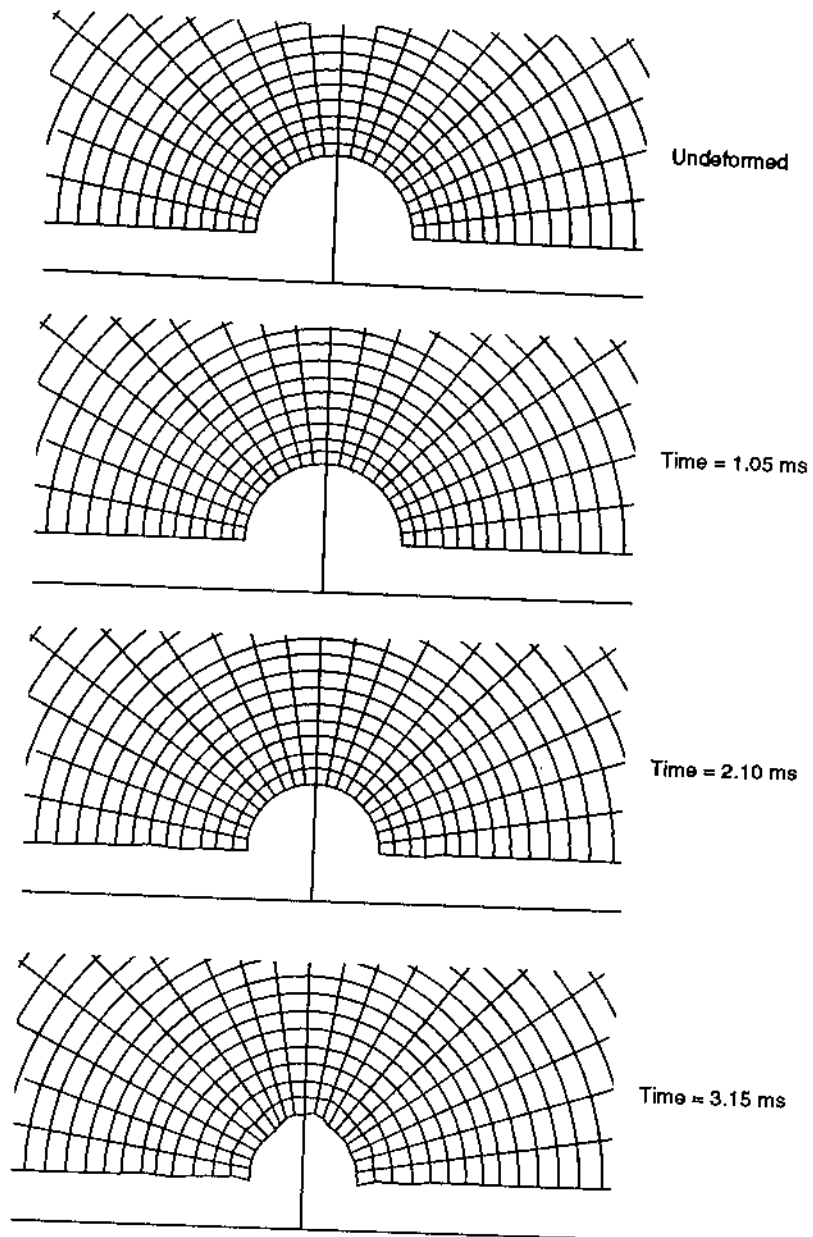 Undeformed
Time = 1.05 ms
Time = 2.10 ms
Time = 3.15 ms